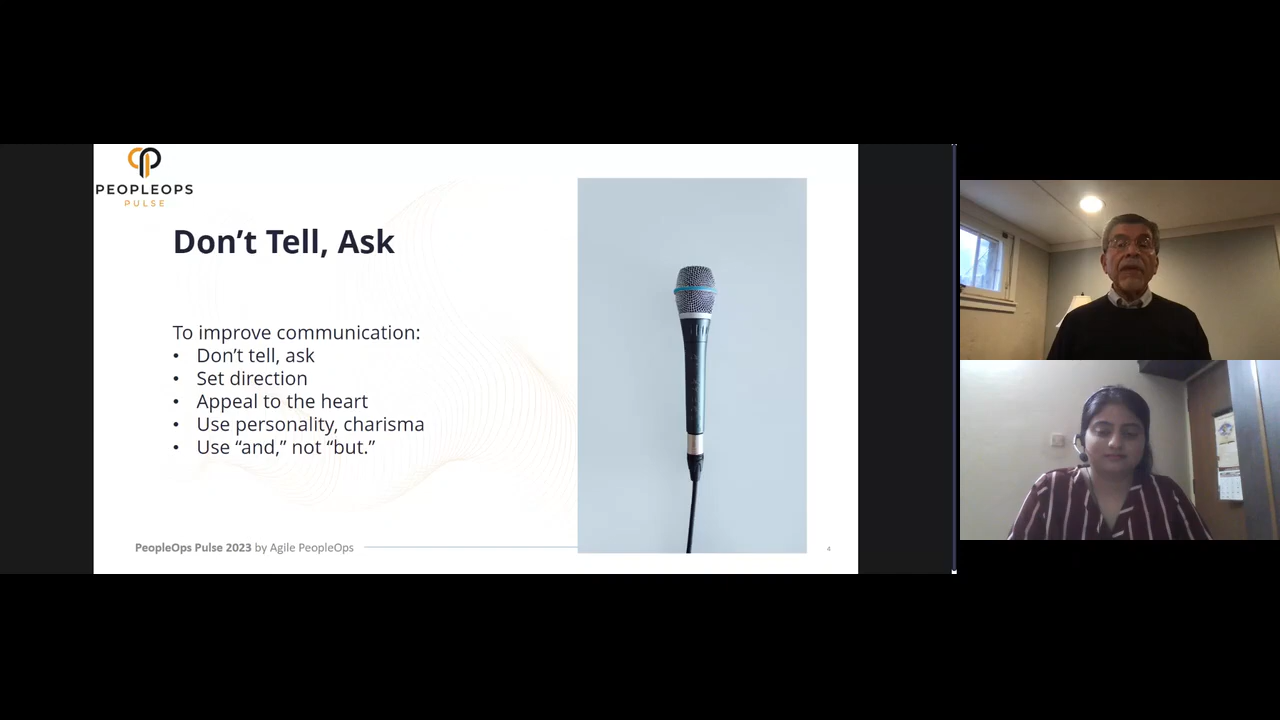 PEOPLEOPS
PULSE
Don’t Tell, Ask
To improve communication:
• Don’t tell, ask
• Set direction
• Appeal to the heart
• Use personality, charisma
• Use “and,” not “but.”
PeopleOps Pulse 2023 by Agile PeopleOps
4